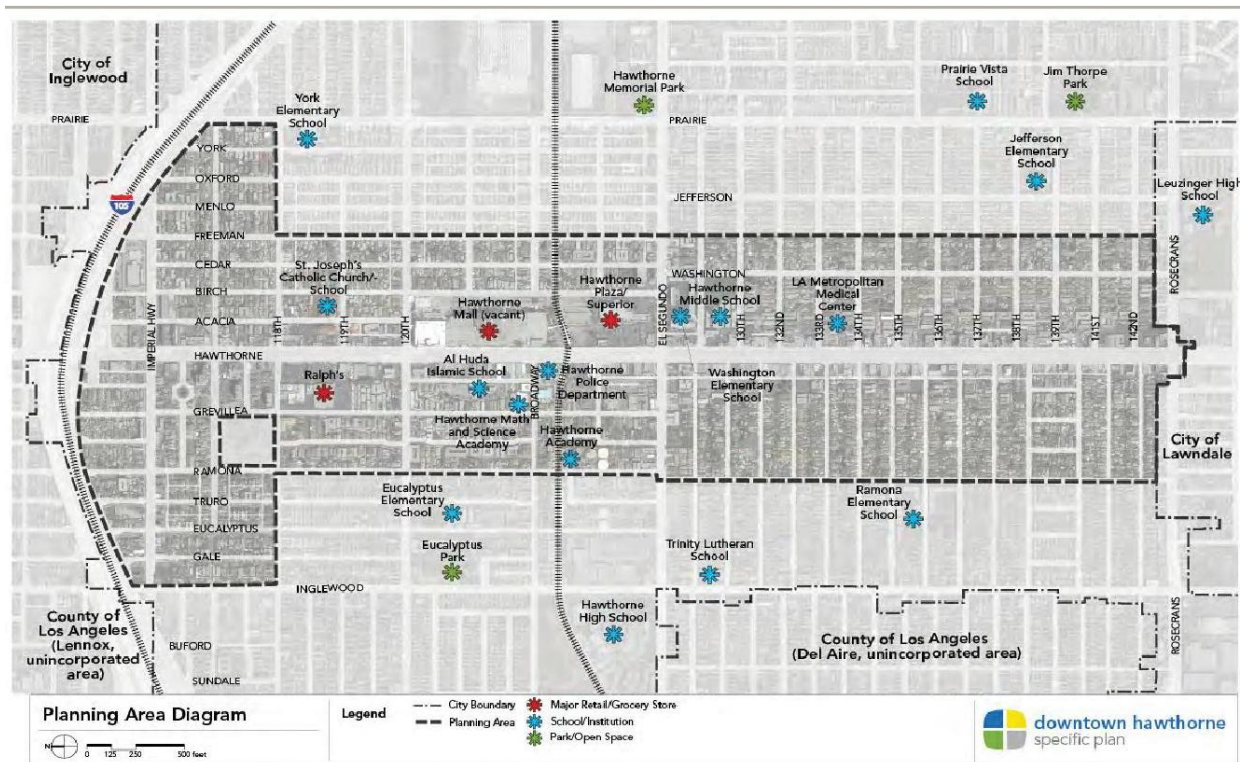 City of
Inglewood
PRAIRIE
York
Elementary
School
Hawthorne
Memorial Park
PRAIRIE
Prairie Vista
School
Jim Thorpe
Park
Jefferson
Elementary
School
Leuzinger High
School
YORK
OXFORD
MENLO
FREEMAN
CEDAR
BIRCH
ACACIA
HAWTHORNE
GREVILLEA
RAMONA
TRURO
EUCALYPTUS
GALE
105
JEFFERSON
IMPERIAL HWY
118TH
119TH
120TH
St. Joseph's
Catholic Church/-
School
Hawthorne
Mall (vacant)
Hawthorne
Plaza/
Superior
EL SEGUNDO
WASHINGTON
Hawthorne
Middle School
LA Metropolitan
Medical
Center
130TH
122ND
133RD
134TH
135TH
136TH
137TH
138TH
139TH
141ST
142ND
ROSECRANS
Ralph's
Al Huda
Islamic School
BROADWAY
Hawthorne
Police
Department
Washington
Elementary
School
Hawthorne Math
and Science
Academy
Hawthorne
Academy
City of
Lawndale
Eucalyptus
Elementary
School
Ramona
Elementary
School
Eucalyptus
Park
Trinity Lutheran
School
INGLEWOOD
Hawthorne
High School
County of
Los Angeles
(Lennox,
unincorporated
area)
BUFORD
SUNDALE
County of Los Angeles
(Del Aire, unincorporated area)
ROSECRANS
Planning Area Diagram
N
0 125 250 500 feet
Legend
City Boundary
Planning Area
Major Retail/Grocery Store
School/Institution
Park/Open Space
downtown hawthorne
specific plan